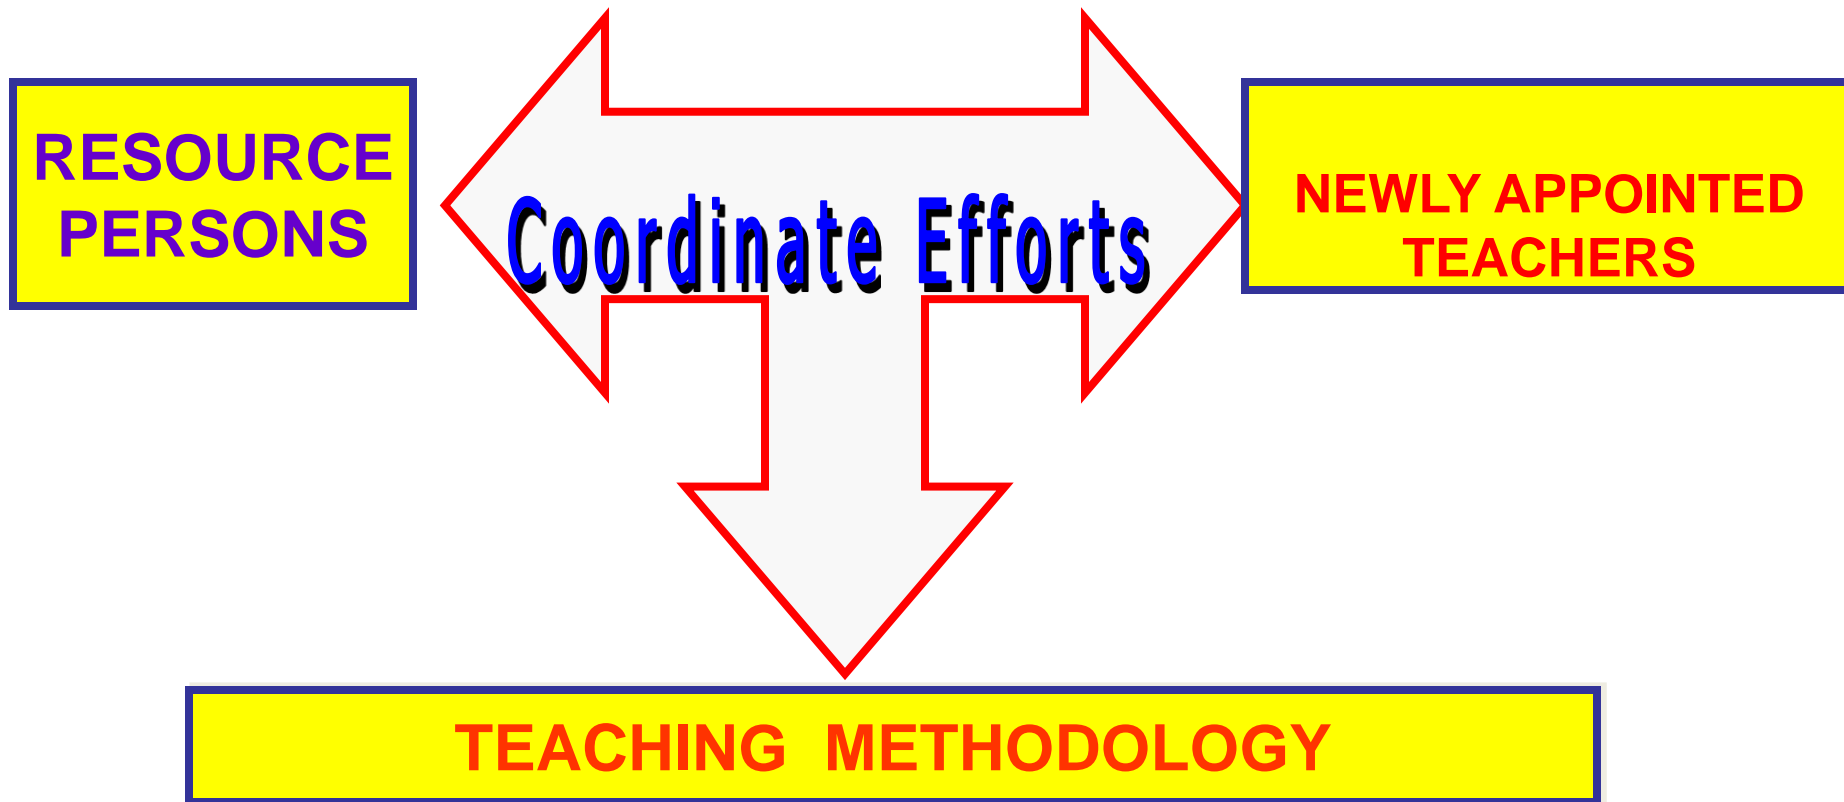 RESOURCE
PERSONS
Coordinate Efforts
NEWLY APPOINTED
TEACHERS
TEACHING METHODOLOGY